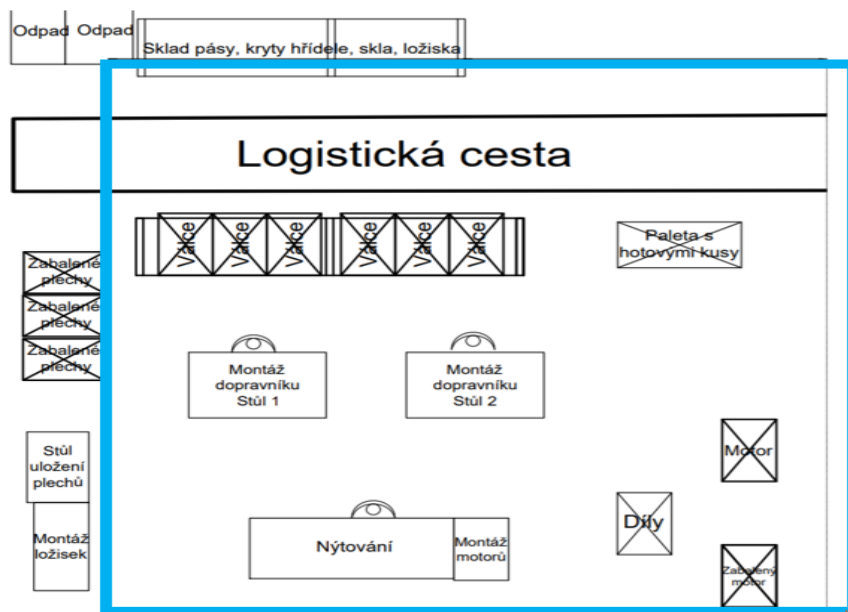 Odpad
Odpad
Sklad pásy, kryty hřídele, skla, ložiska
Logistická cesta
Válce
Válce
Válce
Válce
Válce
Válce
Paleta s
hotovými kusy
Zabalené
plechy
Zabalené
plechy
Zabalené
plechy
Montáž
dopravníku
Stůl 1
Montáž
dopravníku
Stůl 2
Motor
Stůl
uložení
plechů
Díly
Montáž
ložisek
Nýtování
Montáž
motorů
Zabalený
motor